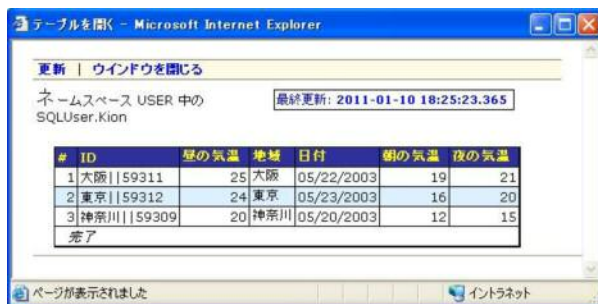 テーブルを開く - Microsoft Internet Explorer
更新 | ウインドウを閉じる
ネームスペース USER 中の
SQLUser.Kion
最終更新: 2011-01-10 18:25:23.365
# ID 昼の気温 地域 日付 朝の気温 夜の気温
1 大阪||59311 25 大阪 05/22/2003 19 21
2 東京||59312 24 東京 05/23/2003 16 20
3 神奈川||59309 20 神奈川 05/20/2003 12 15
完了
ページが表示されました イントラネット